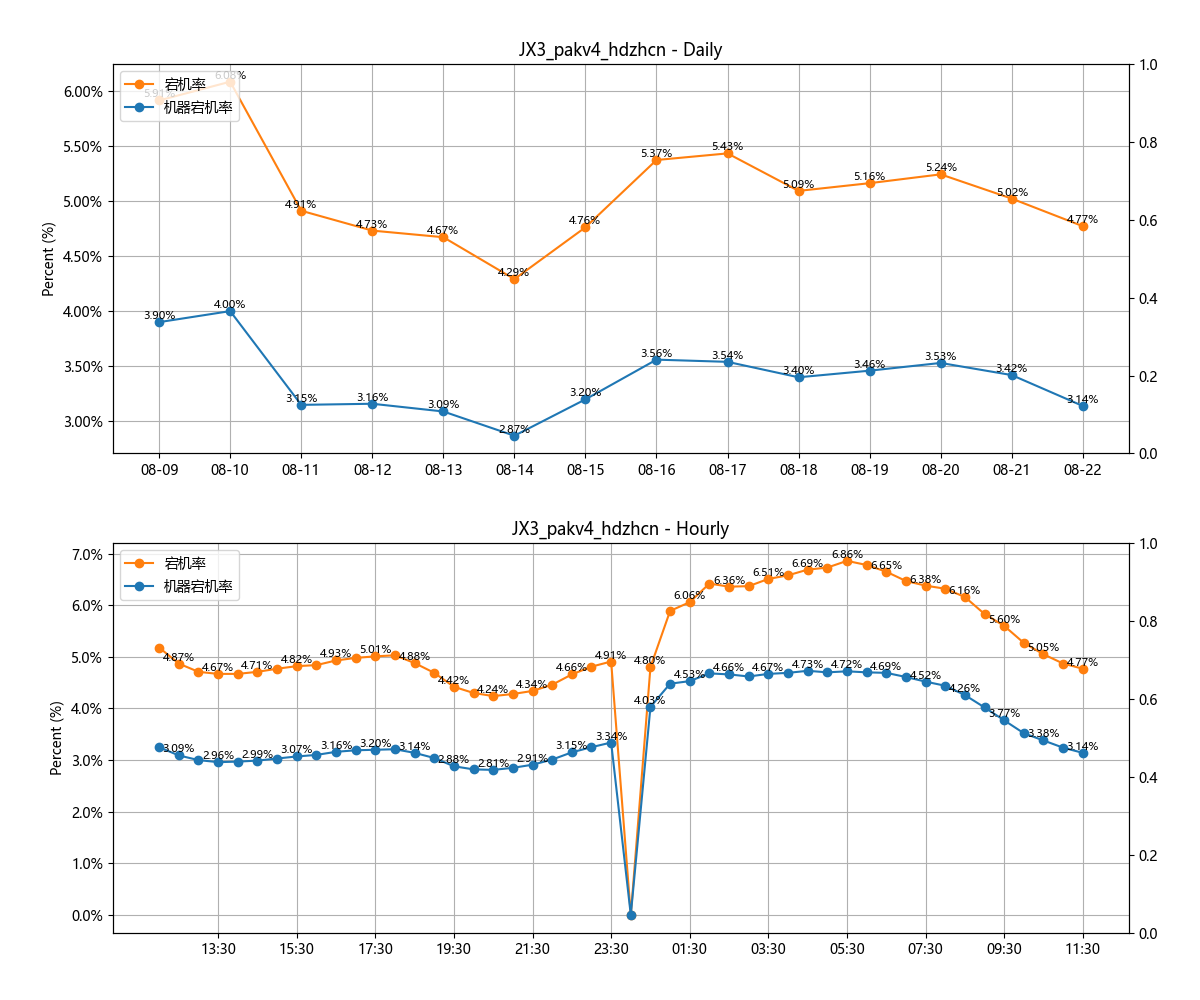 JX3_pakv4_hdzhcn - Daily
宕机率
机器宕机率
Percent (%)
6.00%
5.50%
5.00%
4.50%
4.00%
3.50%
3.00%
1.0
0.8
0.6
0.4
0.2
0.0
5.91% 6.08% 4.91% 4.73% 4.67% 4.29% 4.76% 5.37% 5.43% 5.09% 5.16% 5.24% 5.02% 4.77%
3.90% 4.00% 3.15% 3.16% 3.09% 2.87% 3.20% 3.56% 3.54% 3.40% 3.46% 3.53% 3.42% 3.14%
08-09 08-10 08-11 08-12 08-13 08-14 08-15 08-16 08-17 08-18 08-19 08-20 08-21 08-22
JX3_pakv4_hdzhcn - Hourly
宕机率
机器宕机率
Percent (%)
7.0%
6.0%
5.0%
4.0%
3.0%
2.0%
1.0%
0.0%
1.0
0.8
0.6
0.4
0.2
0.0
4.87% 4.67% 4.71% 4.82% 4.93% 5.01% 4.88% 4.42% 4.24% 4.34% 4.66% 4.91% 4.80% 6.06% 6.36% 6.51% 6.69% 6.86% 6.65% 6.38% 6.16% 5.60% 5.05% 4.77%
3.09% 2.96% 2.99% 3.07% 3.16% 3.20% 3.14% 2.88% 2.81% 2.91% 3.15% 3.34% 4.03% 4.53% 4.66% 4.67% 4.73% 4.72% 4.69% 4.52% 4.26% 3.77% 3.38% 3.14%
13:30 15:30 17:30 19:30 21:30 23:30 01:30 03:30 05:30 07:30 09:30 11:30